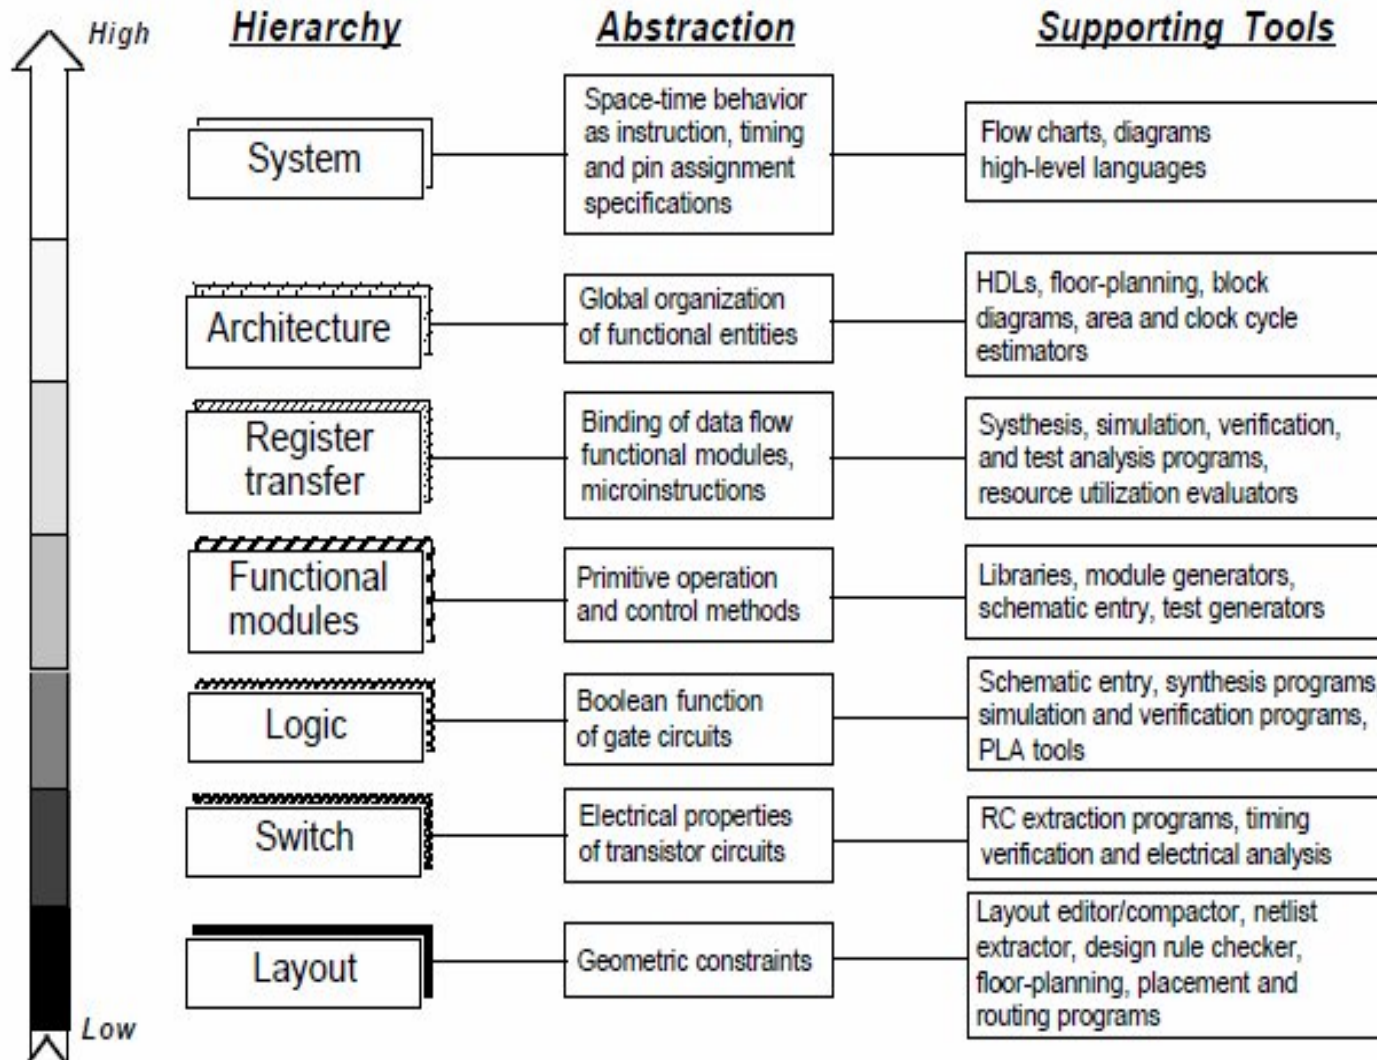 High
Hierarchy
Abstraction
Supporting Tools
System
Space-time behavior
as instruction, timing
and pin assignment
specifications
Flow charts, diagrams
high-level languages
Architecture
Global organization
of functional entities
HDLs, floor-planning, block
diagrams, area and clock cycle
estimators
Register
transfer
Binding of data flow
functional modules,
microinstructions
Systhesis, simulation, verification,
and test analysis programs,
resource utilization evaluators
Functional
modules
Primitive operation
and control methods
Libraries, module generators,
schematic entry, test generators
Logic
Boolean function
of gate circuits
Schematic entry, synthesis programs
simulation and verification programs,
PLA tools
Switch
Electrical properties
of transistor circuits
RC extraction programs, timing
verification and electrical analysis
Layout
Geometric constraints
Layout editor/compactor, netlist
extractor, design rule checker,
floor-planning, placement and
routing programs
Low